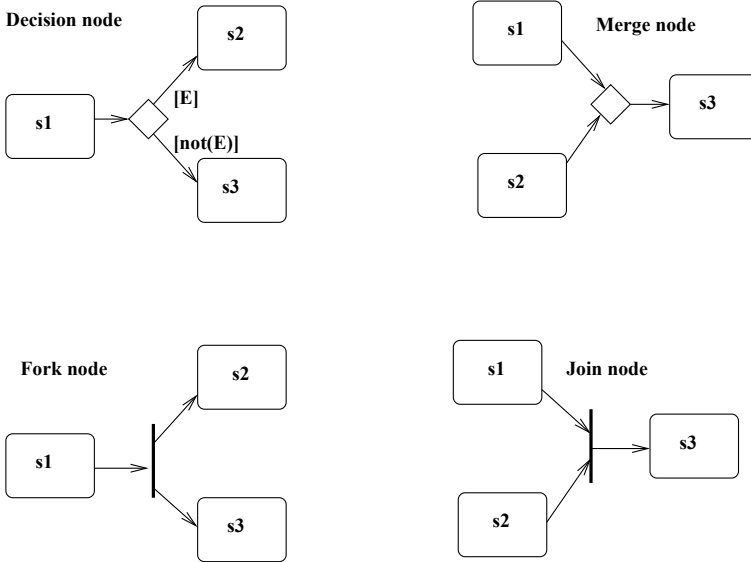 Decision node
s2
s1
[E]
[not(E)]
s3
s1
Merge node
s3
s2
Fork node
s2
s1
s3
s1
Join node
s3
s2